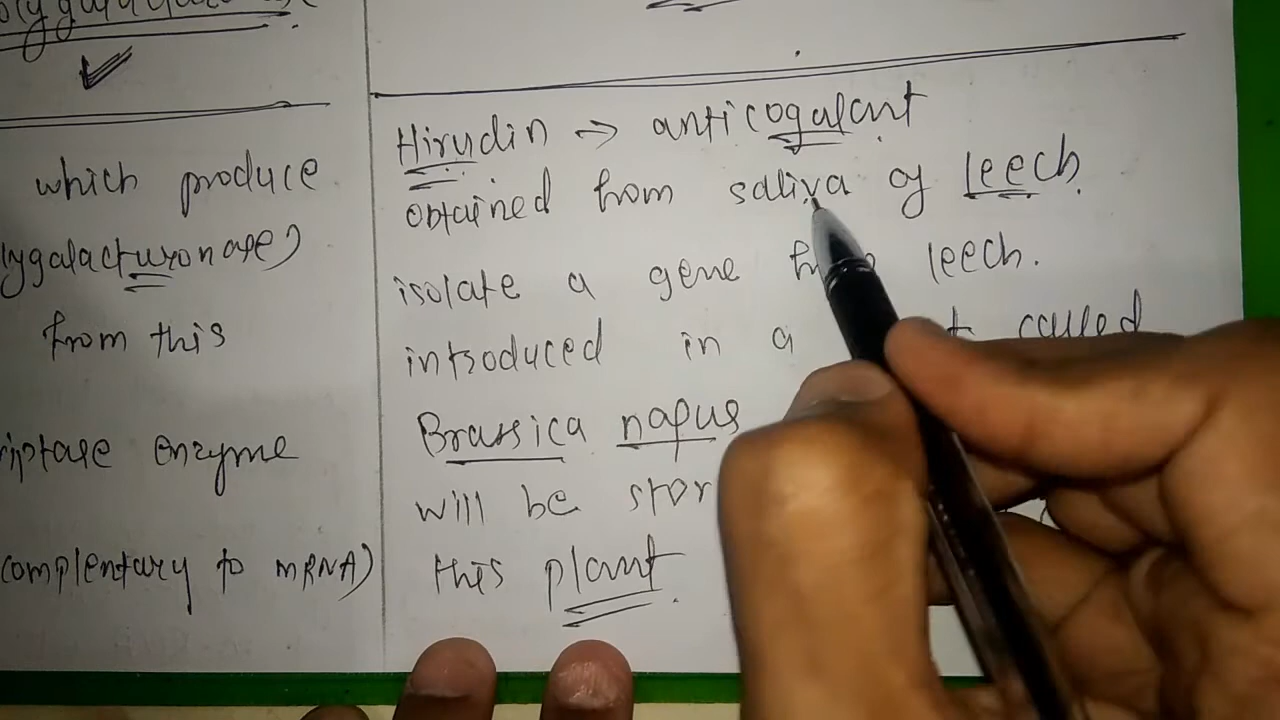 which produce
lygalacturonase)
from this
riptase enzyme
complentary to mRNA)
Hirudin → anticogulant
obtained from saliva of leech.
isolate a gene leech.
introduced in a called
Brassica napus
will be stor
this plant.